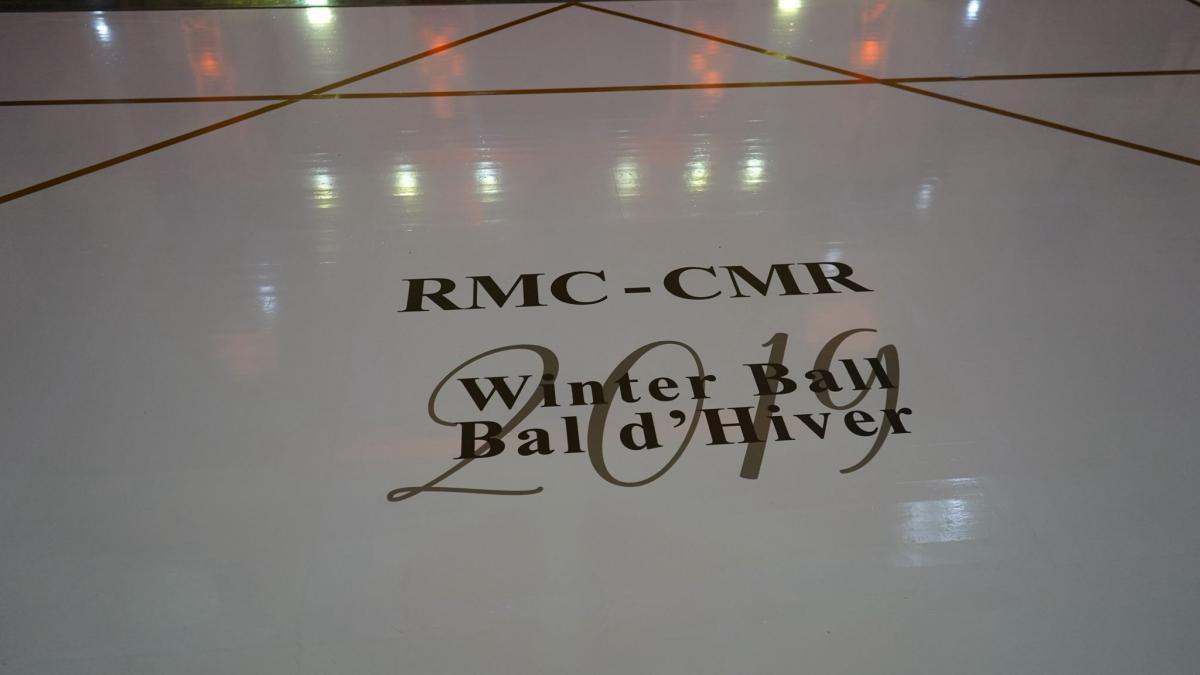 RMC - CMR
2019
Winter Ball
Bal d'Hiver